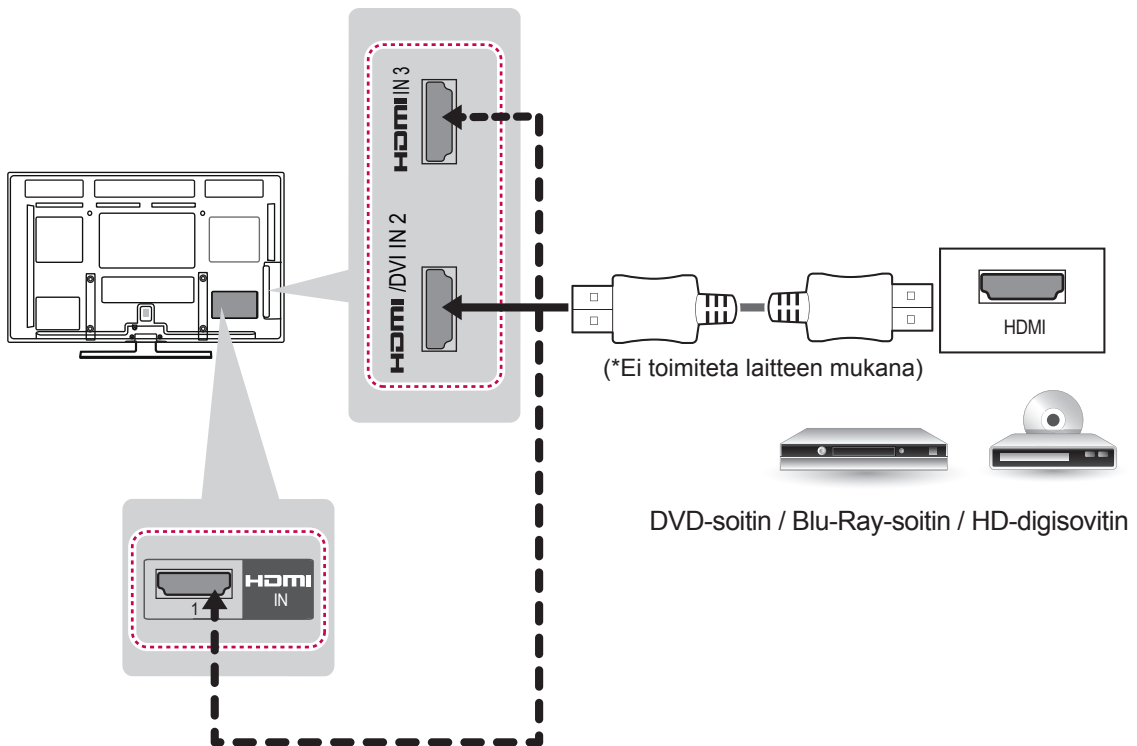 HDMI IN 3
HDMI /DVI IN 2
HDMI
(*Ei toimiteta laitteen mukana)
DVD-soitin / Blu-Ray-soitin / HD-digisovitin
HDMI
IN
1